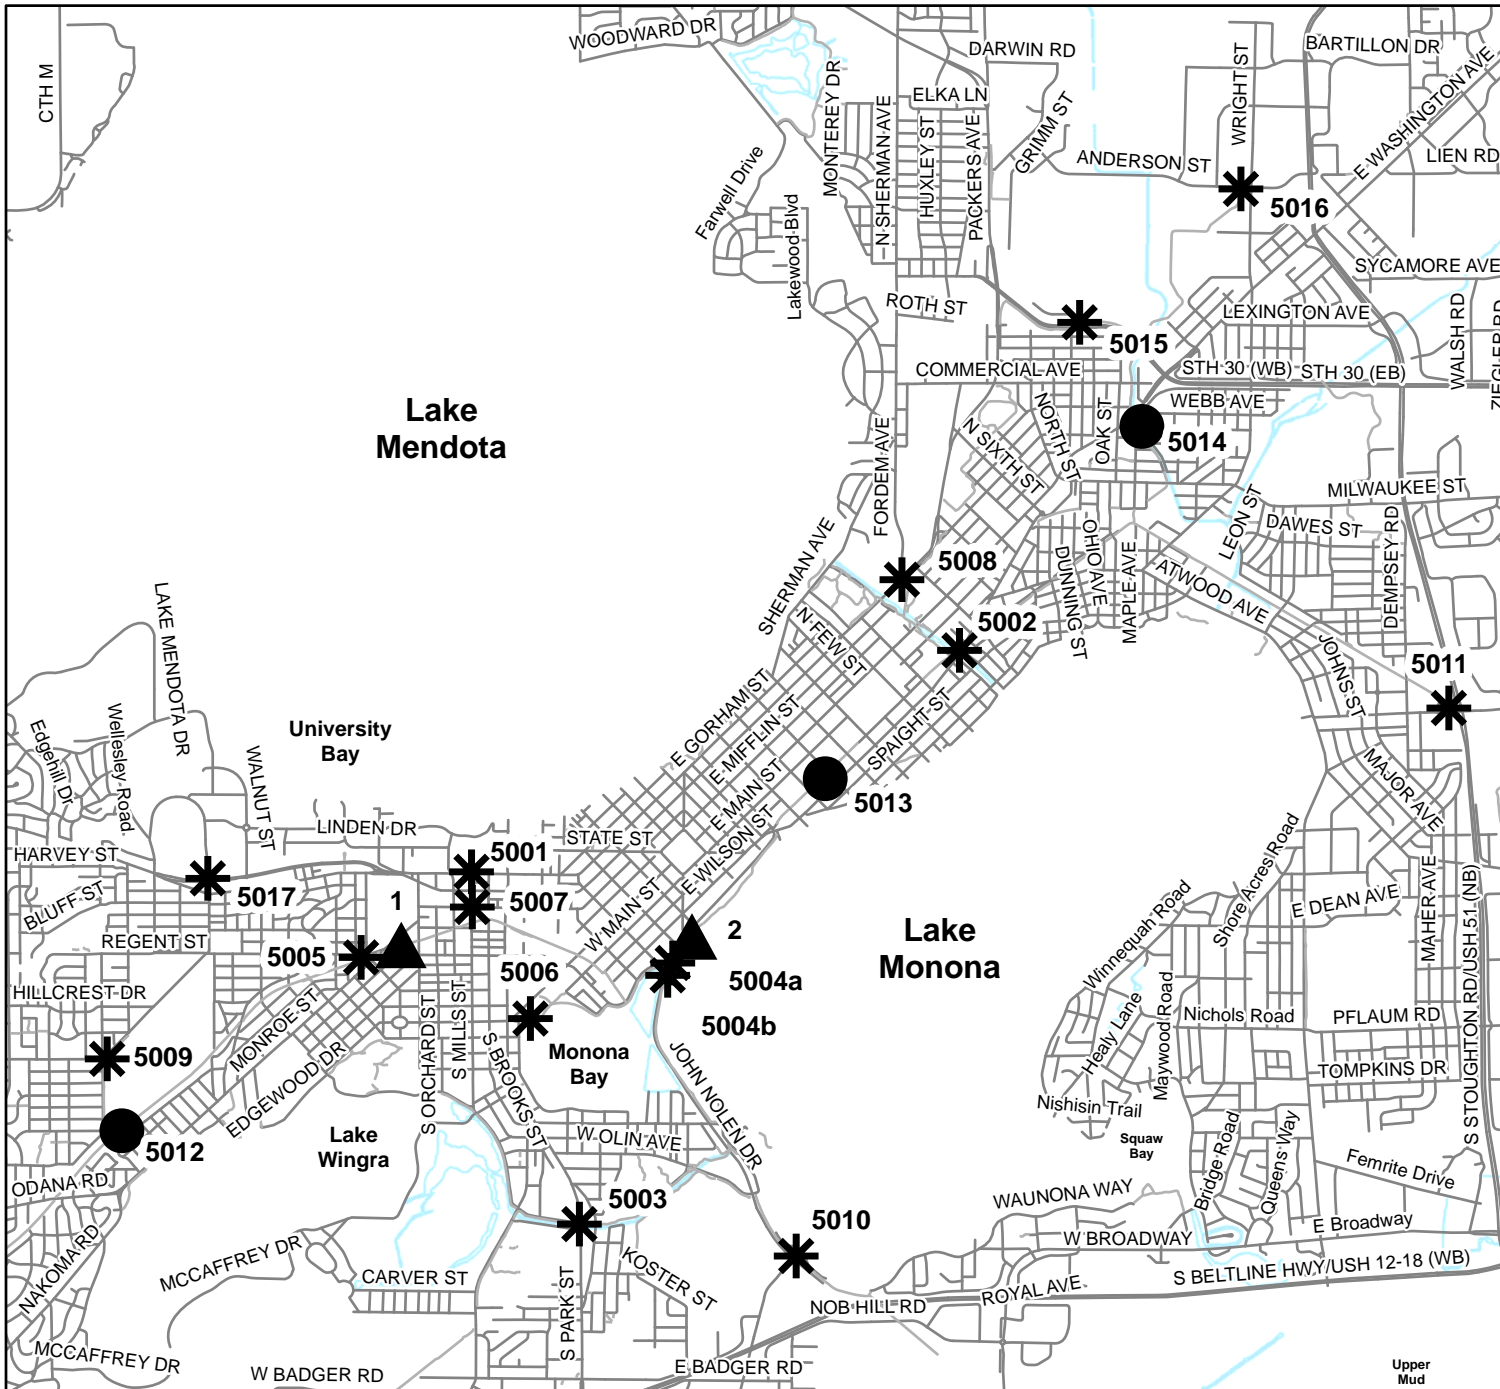 WOODWARD DR
DARWIN RD
BARTILLON DR
CTH M
MONTEREY DR
ELKA LN
WRIGHT ST
E WASHINGTON AVE
HUXLEY ST
N SHERMAN AVE
PACKERS AVE
GRIMM ST
ANDERSON ST
LIEN RD
Farwell Drive
Lakewood Blvd
5016
SYCAMORE AVE
ROTH ST
LEXINGTON AVE
WALSH RD
ZIEGLER RD
5015
COMMERCIAL AVE
STH 30 (WB)
STH 30 (EB)
WEBB AVE
Lake
Mendota
FORDEM AVE
N SIXTH ST
NORTH ST
OAK ST
5014
MILWAUKEE ST
LEON ST
DAWES ST
DEMPSEY RD
SHERMAN AVE
5008
OHIO AVE
DUNNING ST
MAPLE AVE
ATWOOD AVE
LAKE MENDOTA DR
N FEW ST
5002
JOHNS ST
5011
E GORHAM ST
E MIFFLIN ST
SPAIGHT ST
University
Bay
Edgehill Dr
Wellesley Road
WALNUT ST
E MAIN ST
MAJOR AVE
5013
LINDEN DR
STATE ST
E WILSON ST
HARVEY ST
5001
Shore Acres Road
BLUFF ST
5017
1
5007
W MAIN ST
Winnequah Road
E DEAN AVE
MAHER AVE
S STOUGHTON RD/USH 51 (NB)
REGENT ST
5005
2
Lake
Monona
HILLCREST DR
5006
5004a
5004b
MONROE ST
S ORCHARD ST
S MILLS ST
Healy Lane
Maywood Road
Nichols Road
PFLAUM RD
5009
EDGEWOOD DR
S BROOKS ST
Monona
Bay
JOHN NOLEN DR
TOMPKINS DR
Nishisin Trail
5012
Lake
Wingra
W OLIN AVE
Squaw
Bay
Bridge Road
Queens Way
Femrite Drive
ODANA RD
5003
WAUNONA WAY
NAKOMA RD
5010
W BROADWAY
E Broadway
MCCAFFREY DR
CARVER ST
KOSTER ST
S BELTLINE HWY/USH 12-18 (WB)
S PARK ST
NOB HILL RD
ROYAL AVE
MCCAFFREY DR
W BADGER RD
E BADGER RD
Upper
Mud